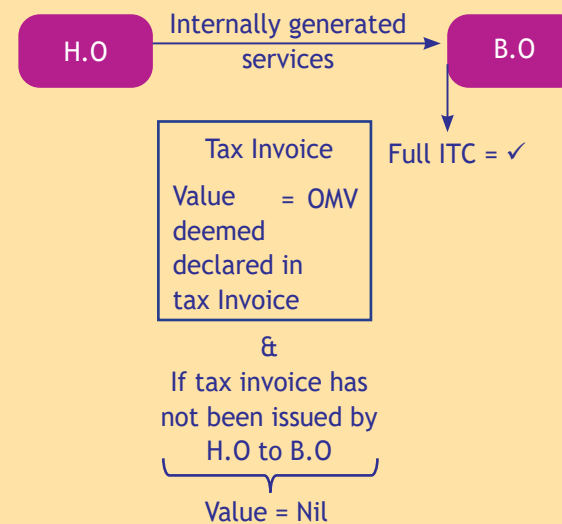 H.O
Internally generated
services
B.O
Full ITC = ✓
Tax Invoice
Value = OMV
deemed
declared in
tax Invoice
&
If tax invoice has
not been issued by
H.O to B.O
Value = Nil